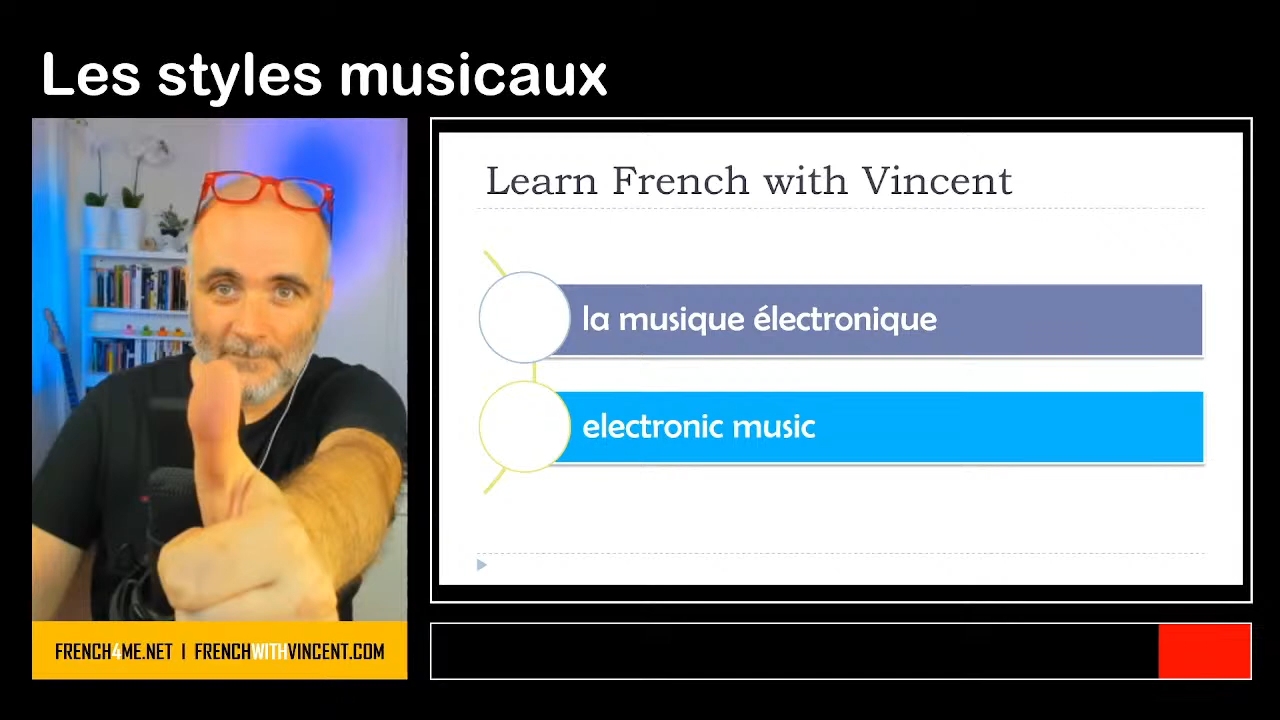 Les styles musicaux
Learn French with Vincent
la musique électronique
electronic music
FRENCH4ME.NET I FRENCHWITHVINCENT.COM